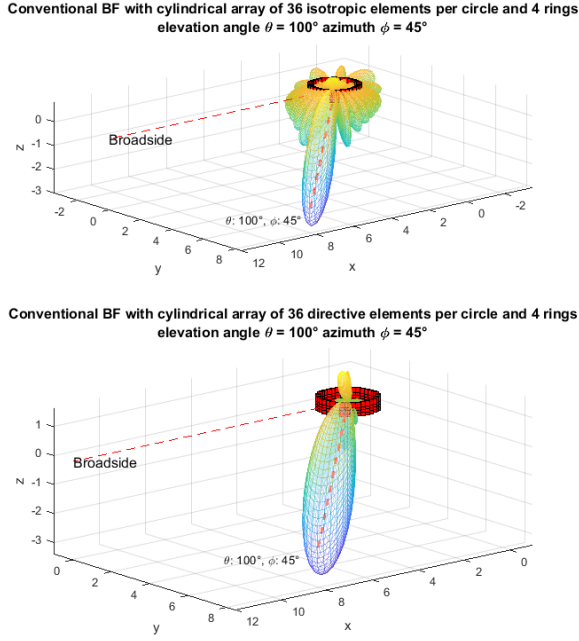 Conventional BF with cylindrical array of 36 isotropic elements per circle and 4 rings
elevation angle θ = 100° azimuth ϕ = 45°
0
-1
-2
-3
z
Broadside
θ: 100°, ϕ: 45°
-2
0
2
4
6
8
y
12
10
8
6
4
2
0
-2
x
Conventional BF with cylindrical array of 36 directive elements per circle and 4 rings
elevation angle θ = 100° azimuth ϕ = 45°
1
0
-1
-2
-3
z
Broadside
θ: 100°, ϕ: 45°
0
2
4
6
8
y
12
10
8
6
4
2
0
x